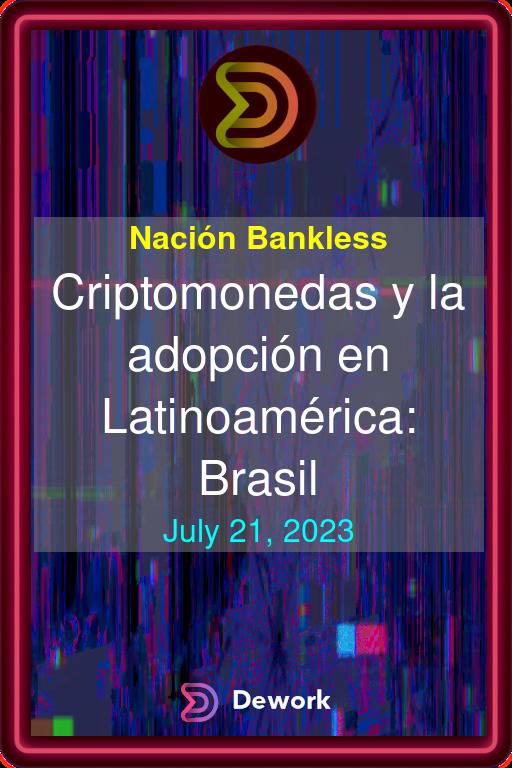 Nación Bankless
Criptomonedas y la
adopción en
Latinoamérica:
Brasil
July 21, 2023
Dework